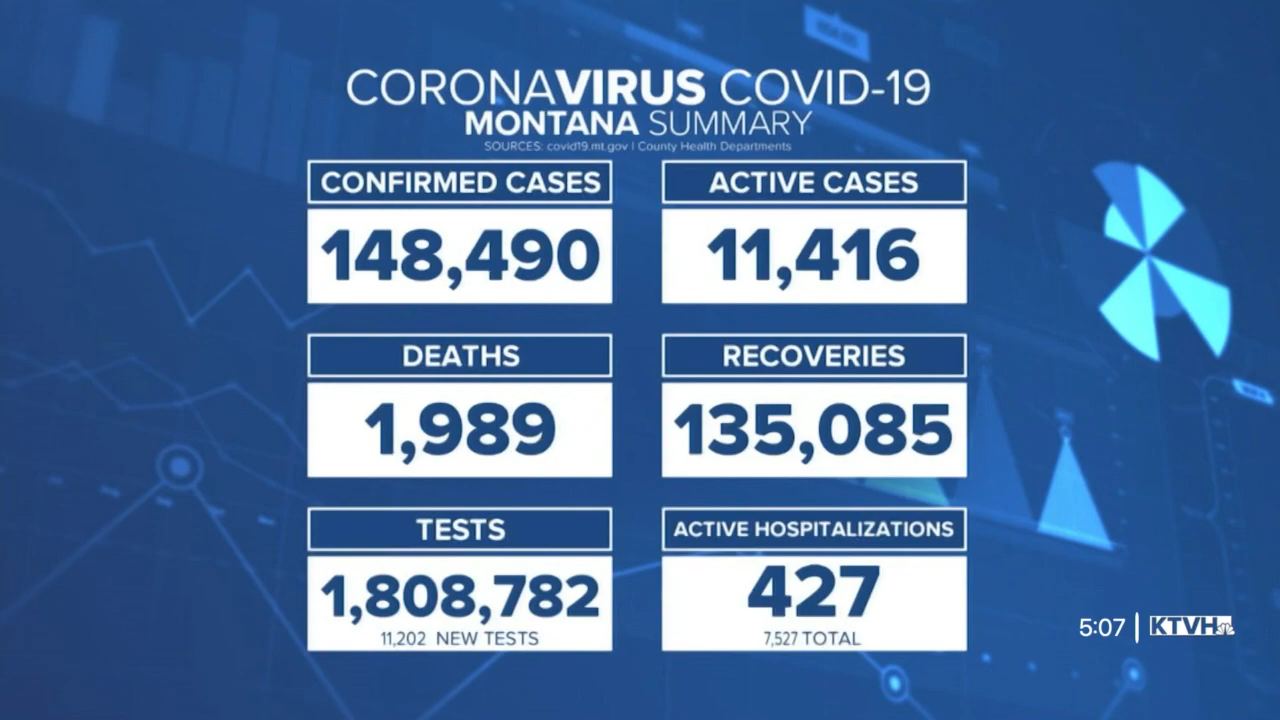 CORONAVIRUS COVID-19
MONTANA SUMMARY
SOURCES: covid19.mt.gov | County Health Departments
CONFIRMED CASES
148,490
ACTIVE CASES
11,416
DEATHS
1,989
RECOVERIES
135,085
TESTS
1,808,782
11,202 NEW TESTS
ACTIVE HOSPITALIZATIONS
427
7,527 TOTAL
5:07 | KTVH